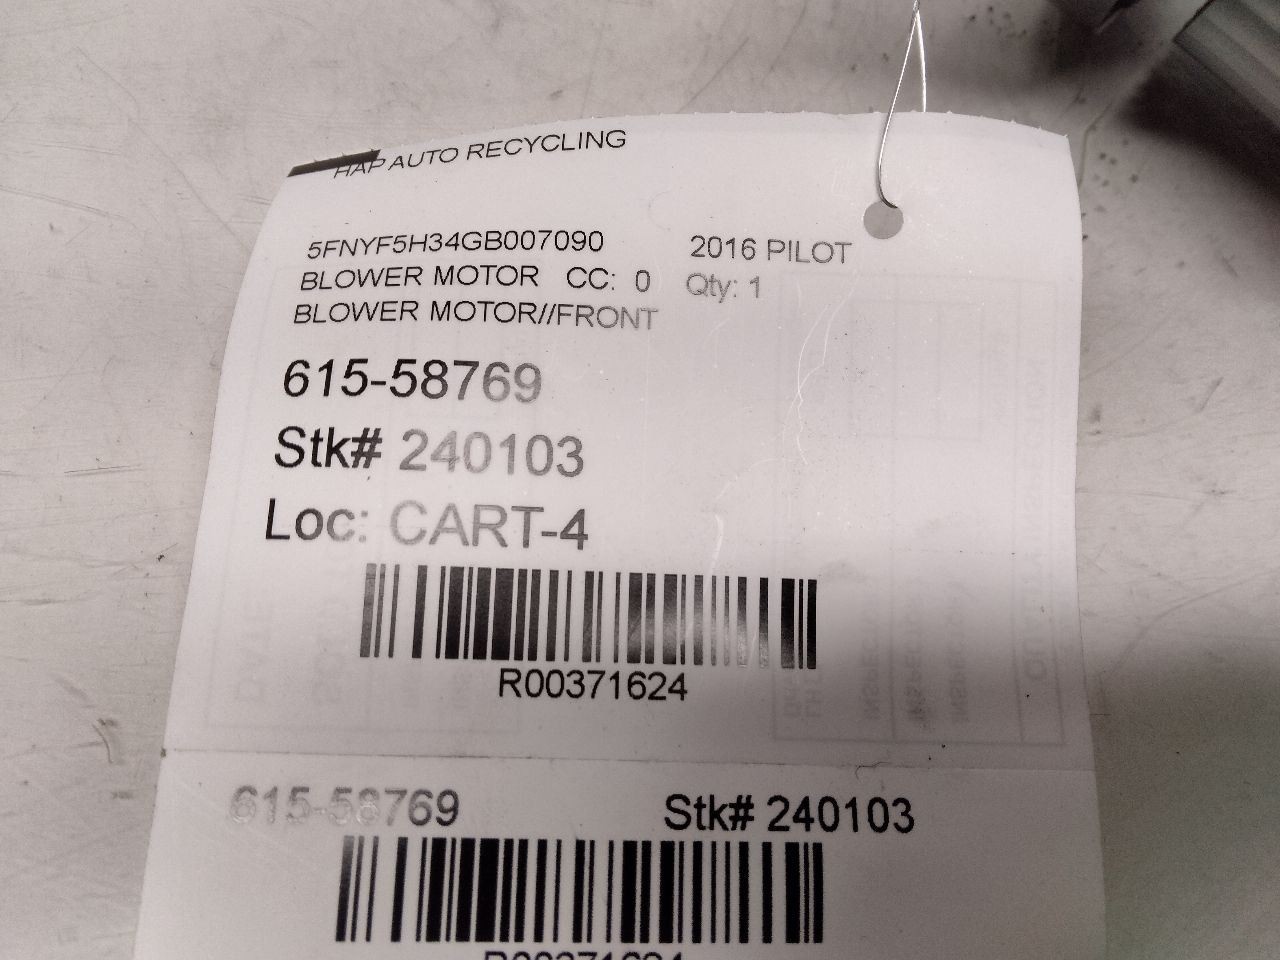 HAP AUTO RECYCLING
5FNYF5H34GB007090 2016 PILOT
BLOWER MOTOR CC: 0 Qty: 1
BLOWER MOTOR//FRONT
615-58769
Stk# 240103
Loc: CART-4
R00371624
615-58769 Stk# 240103
R00371624